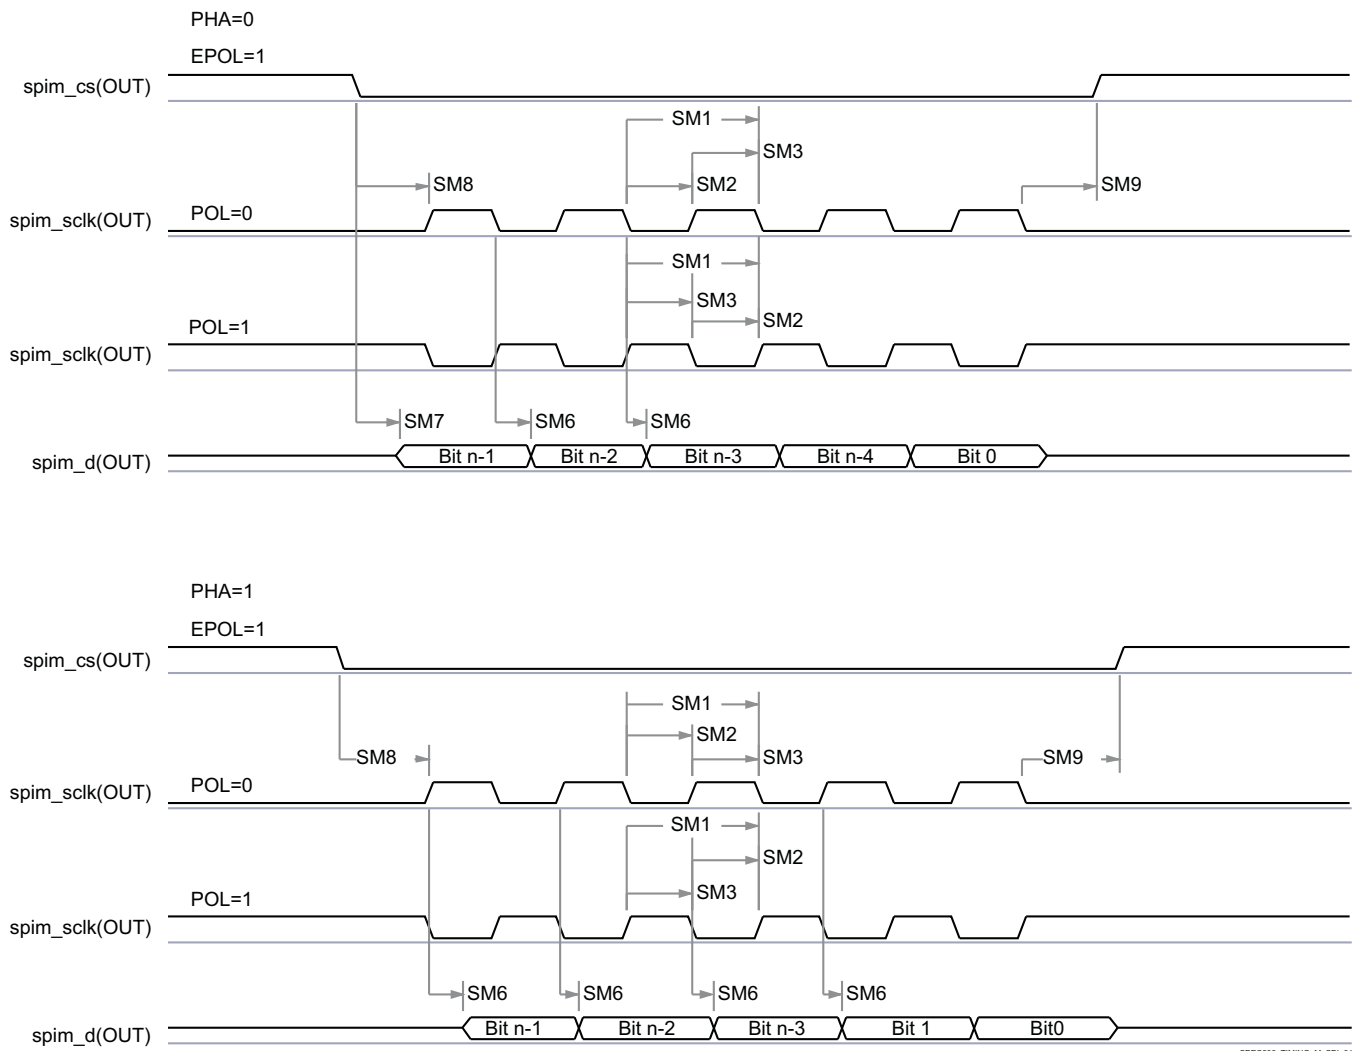 PHA=0
EPOL=1
spim_cs(OUT)
SM1
SM3
SM8
SM2
SM9
POL=0
spim_sclk(OUT)
SM1
SM3
SM2
POL=1
spim_sclk(OUT)
SM7
SM6
SM6
spim_d(OUT)
Bit n-1
Bit n-2
Bit n-3
Bit n-4
Bit 0
PHA=1
EPOL=1
spim_cs(OUT)
SM1
SM2
SM8
SM3
SM9
POL=0
spim_sclk(OUT)
SM1
SM2
SM3
POL=1
spim_sclk(OUT)
SM6
SM6
SM6
SM6
spim_d(OUT)
Bit n-1
Bit n-2
Bit n-3
Bit 1
Bit0